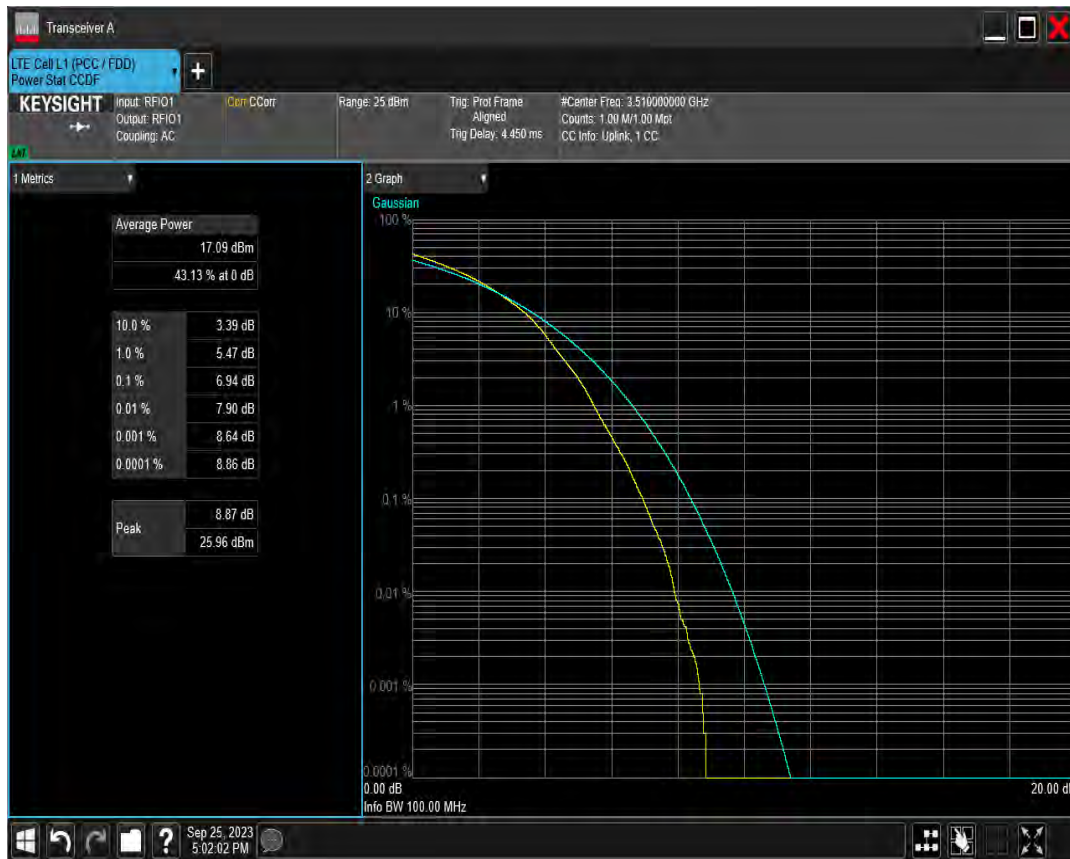 Transceiver A
LTE Cell L1 (PCC / FDD)
Power Stat CCDF
+
KEYSIGHT
Input: RFIO1
Output: RFIO1
Coupling: AC
Corr CCorr
Range: 25 dBm
Trig: Prot Frame
Aligned
Trig Delay: 4.450 ms
#Center Freq: 3.510000000 GHz
Counts: 1.00 M/1.00 Mpt
CC Info: Uplink, 1 CC
1 Metrics
Average Power
17.09 dBm
43.13 % at 0 dB
10.0 % 3.39 dB
1.0 % 5.47 dB
0.1 % 6.94 dB
0.01 % 7.90 dB
0.001 % 8.64 dB
0.0001 % 8.86 dB
Peak
8.87 dB
25.96 dBm
2 Graph
Gaussian
100 %
10 %
1 %
0.1 %
0.01 %
0.001 %
0.0001 %
0.00 dB
20.00 d
Info BW 100.00 MHz
?
Sep 25, 2023
5:02:02 PM